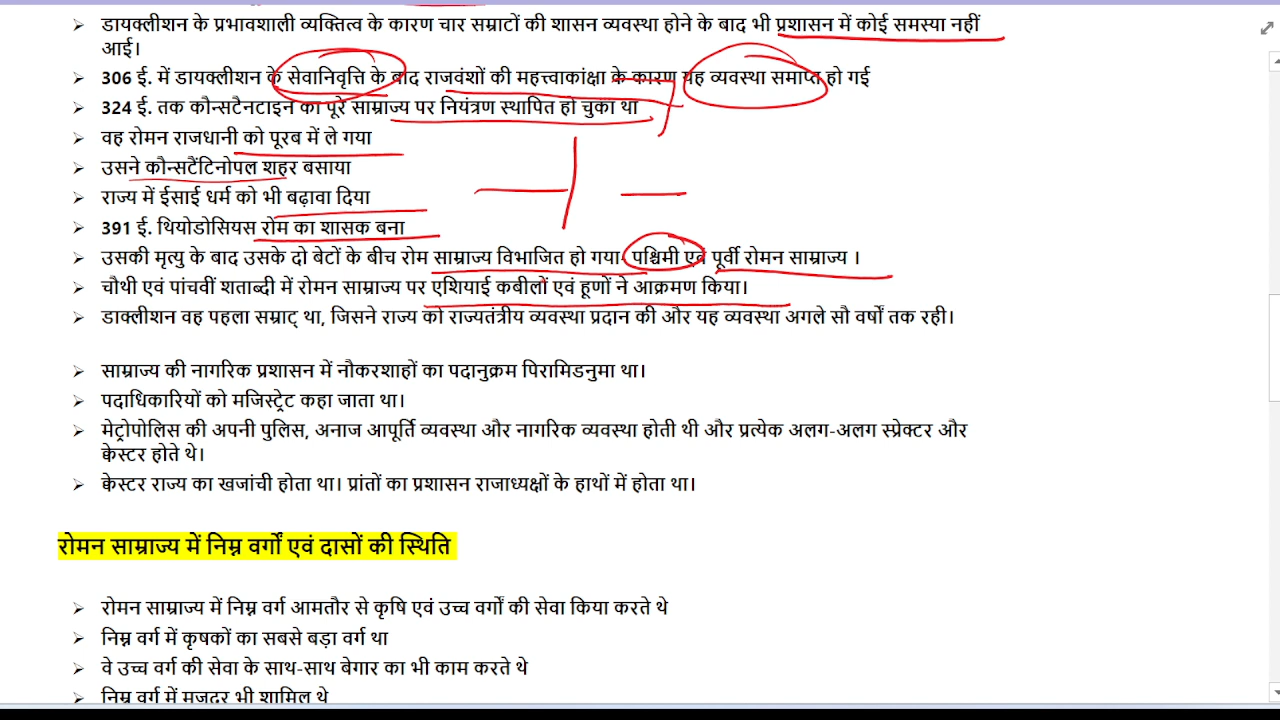 ➢ डायक्लीशन के प्रभावशाली व्यक्तित्व के कारण चार सम्राटों की शासन व्यवस्था होने के बाद भी प्रशासन में कोई समस्या नहीं
आई।
➢ 306 ई. में डायक्लीशन के सेवानिवृत्ति के बाद राजवंशों की महत्त्वाकांक्षा के कारण यह व्यवस्था समाप्त हो गई
➢ 324 ई. तक कौन्सटैनटाइन का पूरे साम्राज्य पर नियंत्रण स्थापित हो चुका था
➢ वह रोमन राजधानी को पूरब में ले गया
➢ उसने कौन्सटैंटिनोपल शहर बसाया
➢ राज्य में ईसाई धर्म को भी बढ़ावा दिया
➢ 391 ई. थियोडोसियस रोम का शासक बना
➢ उसकी मृत्यु के बाद उसके दो बेटों के बीच रोम साम्राज्य विभाजित हो गया- पश्चिमी एवं पूर्वी रोमन साम्राज्य ।
➢ चौथी एवं पांचवीं शताब्दी में रोमन साम्राज्य पर एशियाई कबीलों एवं हूणों ने आक्रमण किया।
➢ डाक्लीशन वह पहला सम्राट् था, जिसने राज्य को राज्यतंत्रीय व्यवस्था प्रदान की और यह व्यवस्था अगले सौ वर्षों तक रही।
➢ साम्राज्य की नागरिक प्रशासन में नौकरशाहों का पदानुक्रम पिरामिडनुमा था।
➢ पदाधिकारियों को मजिस्ट्रेट कहा जाता था।
➢ मेट्रोपोलिस की अपनी पुलिस, अनाज आपूर्ति व्यवस्था और नागरिक व्यवस्था होती थी और प्रत्येक अलग-अलग स्प्रेक्टर और
केस्टर होते थे।
➢ केस्टर राज्य का खजांची होता था। प्रांतों का प्रशासन राजाध्यक्षों के हाथों में होता था।
रोमन साम्राज्य में निम्न वर्गों एवं दासों की स्थिति
➢ रोमन साम्राज्य में निम्न वर्ग आमतौर से कृषि एवं उच्च वर्गों की सेवा किया करते थे
➢ निम्न वर्ग में कृषकों का सबसे बड़ा वर्ग था
➢ वे उच्च वर्ग की सेवा के साथ-साथ बेगार का भी काम करते थे
➢ निम्न वर्ग में मजदूर भी शामिल थे